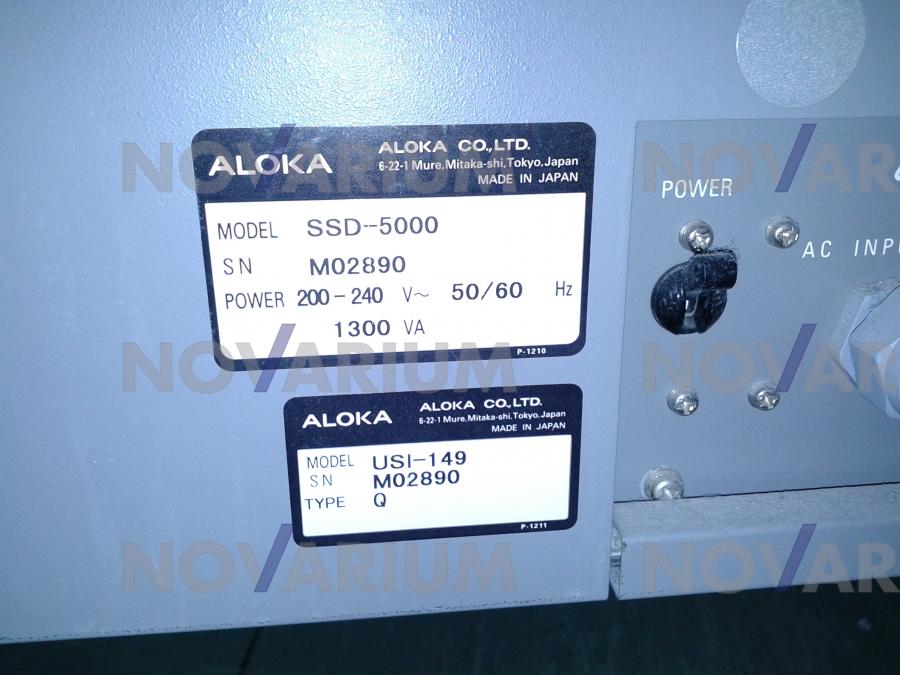 ALOKA
ALOKA CO.,LTD.
6-22-1 Mure, Mitaka-shi, Tokyo, Japan
MADE IN JAPAN
MODEL SSD-5000
SN M02890
POWER 200-240 V~ 50/60 Hz
1300 VA
P-1210
ALOKA
ALOKA CO.,LTD.
6-22-1 Mure, Mitaka-shi, Tokyo, Japan
MADE IN JAPAN
MODEL USI-149
SN M02890
TYPE Q
P-1211
POWER
AC INPU
NOVARIUM
NOVAR
NOVARIUM
NOVAR
NOVARIUM
NOVAR